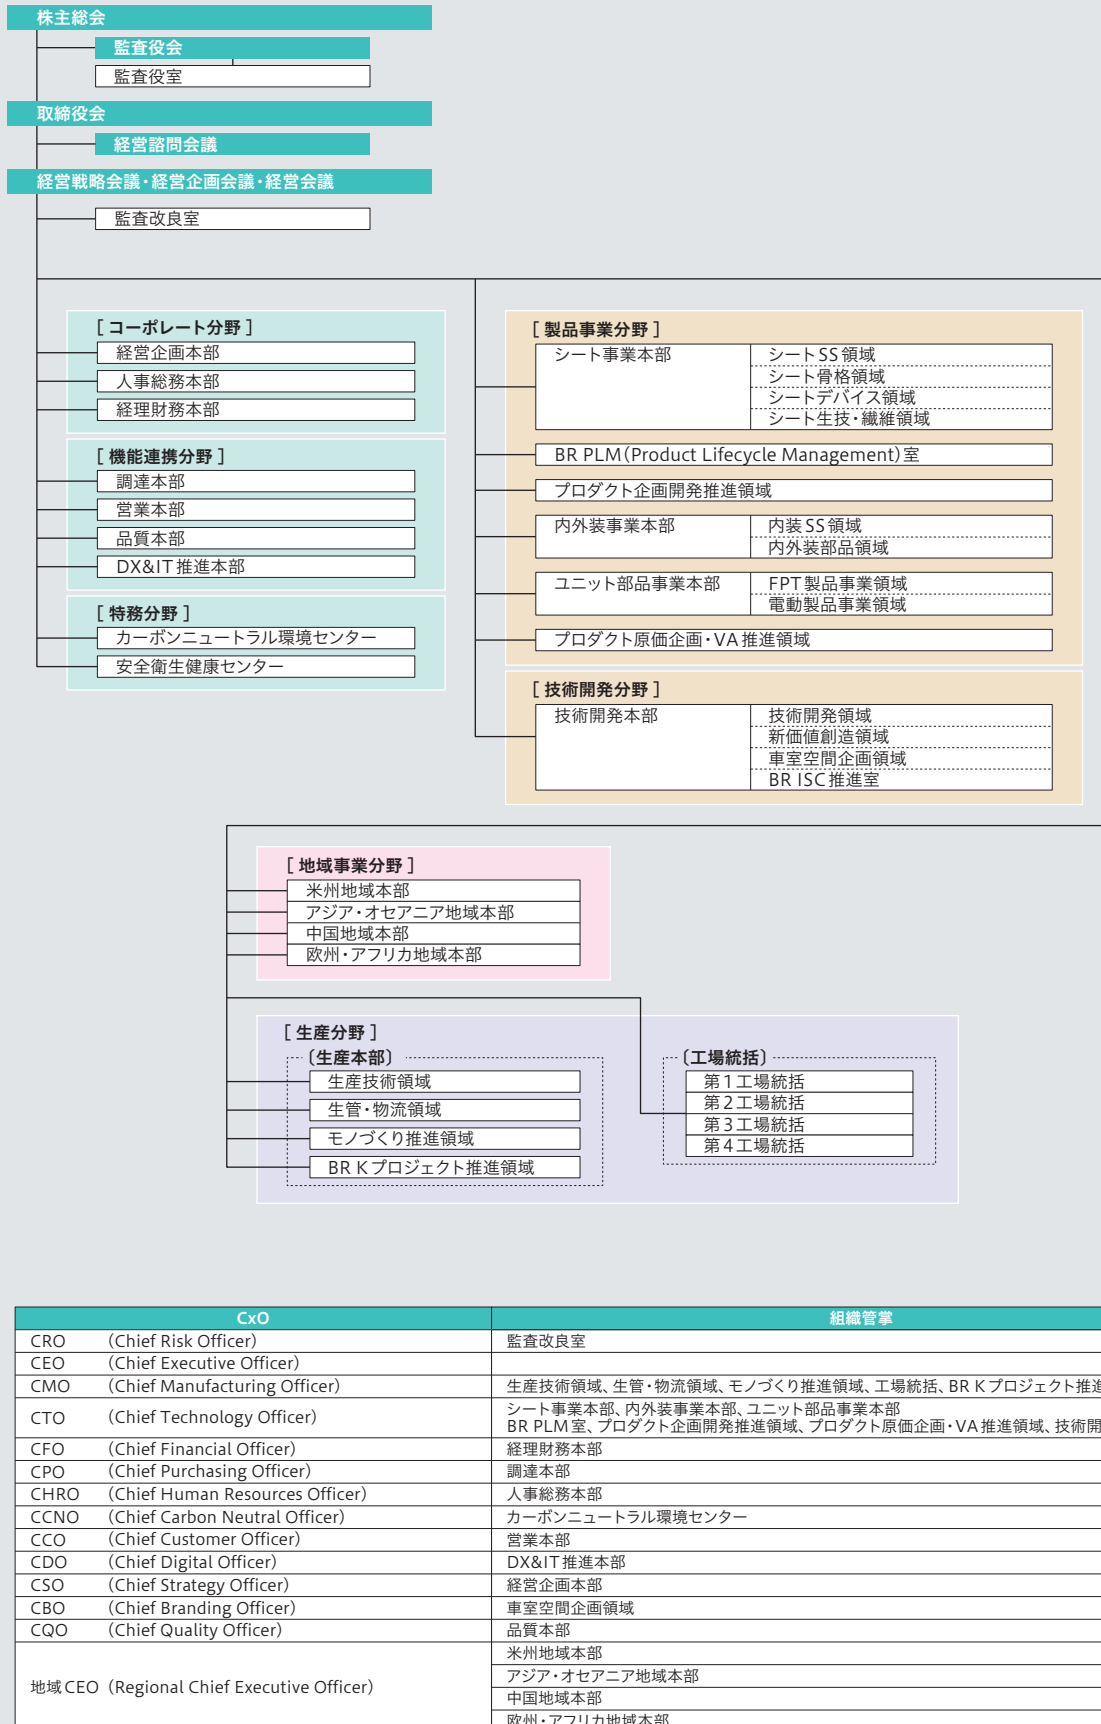 株主総会
監査役会
監査役室
取締役会
経営諮問会議
経営戦略会議・経営企画会議・経営会議
監査改良室
[ コーポレート分野 ]
経営企画本部
人事総務本部
経理財務本部
[ 機能連携分野 ]
調達本部
営業本部
品質本部
DX&IT推進本部
[ 特務分野 ]
カーボンニュートラル環境センター
安全衛生健康センター
[ 製品事業分野 ]
シート事業本部
シートSS領域
シート骨格領域
シートデバイス領域
シート生技・繊維領域
BR PLM(Product Lifecycle Management)室
プロダクト企画開発推進領域
内外装事業本部
内装SS領域
内外装部品領域
ユニット部品事業本部
FPT製品事業領域
電動製品事業領域
プロダクト原価企画・VA推進領域
[ 技術開発分野 ]
技術開発本部
技術開発領域
新価値創造領域
車室空間企画領域
BR ISC推進室
[ 地域事業分野 ]
米州地域本部
アジア・オセアニア地域本部
中国地域本部
欧州・アフリカ地域本部
[ 生産分野 ]
〔生産本部〕
生産技術領域
生管・物流領域
モノづくり推進領域
BR Kプロジェクト推進領域
〔工場統括〕
第1工場統括
第2工場統括
第3工場統括
第4工場統括
CxO 組織管掌
CRO (Chief Risk Officer) 監査改良室
CEO (Chief Executive Officer)
CMO (Chief Manufacturing Officer) 生産技術領域、生管・物流領域、モノづくり推進領域、工場統括、BR Kプロジェクト推進
CTO (Chief Technology Officer) シート事業本部、内外装事業本部、ユニット部品事業本部
BR PLM室、プロダクト企画開発推進領域、プロダクト原価企画・VA推進領域、技術開
CFO (Chief Financial Officer) 経理財務本部
CPO (Chief Purchasing Officer) 調達本部
CHRO (Chief Human Resources Officer) 人事総務本部
CCNO (Chief Carbon Neutral Officer) カーボンニュートラル環境センター
CCO (Chief Customer Officer) 営業本部
CDO (Chief Digital Officer) DX&IT推進本部
CSO (Chief Strategy Officer) 経営企画本部
CBO (Chief Branding Officer) 車室空間企画領域
CQO (Chief Quality Officer) 品質本部
地域CEO (Regional Chief Executive Officer) 米州地域本部
アジア・オセアニア地域本部
中国地域本部
欧州・アフリカ地域本部